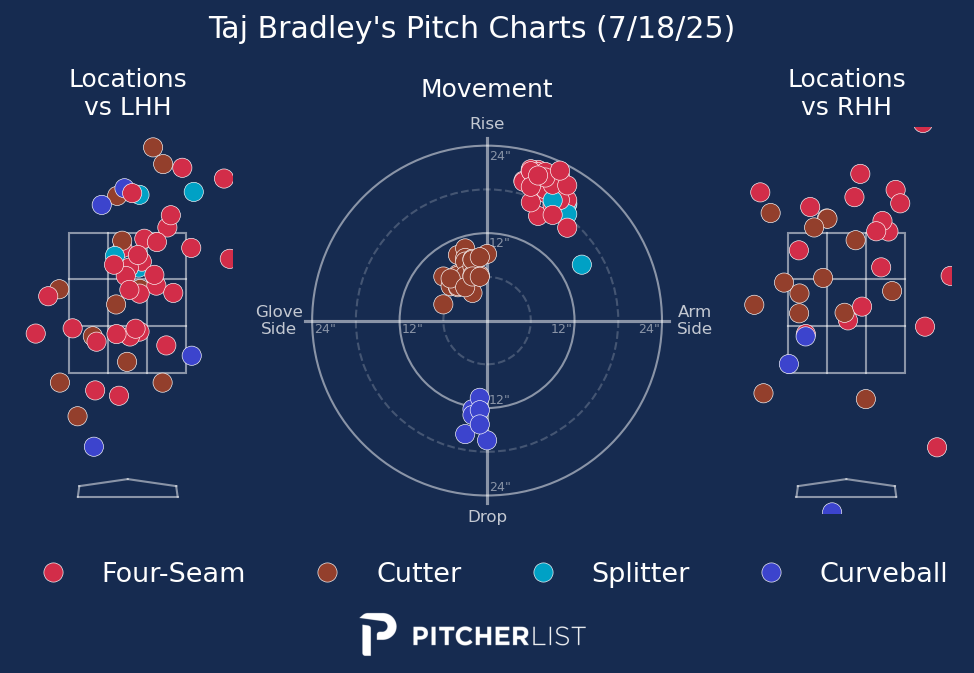 Taj Bradley's Pitch Charts (7/18/25)
Locations
vs LHH
Movement
Locations
vs RHH
Rise
24"
12"
Glove
Side
24"
12"
12"
24"
Arm
Side
12"
24"
Drop
Four-Seam
Cutter
Splitter
Curveball
PITCHERLIST